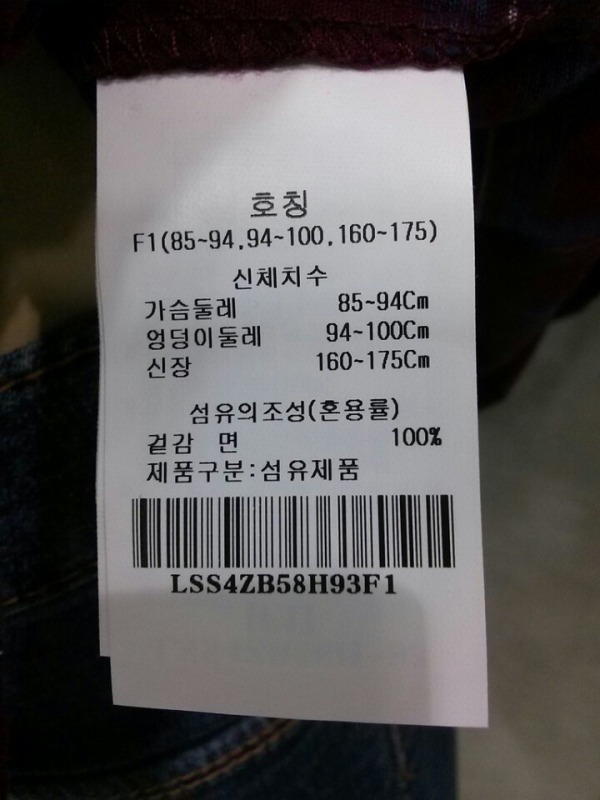 호칭
F1(85~94,94~100,160~175)
신체치수
가슴둘레 85~94Cm
엉덩이둘레 94~100Cm
신장 160~175Cm
섬유의조성(혼용률)
겉감 면 100%
제품구분:섬유제품
LSS4ZB58H93F1